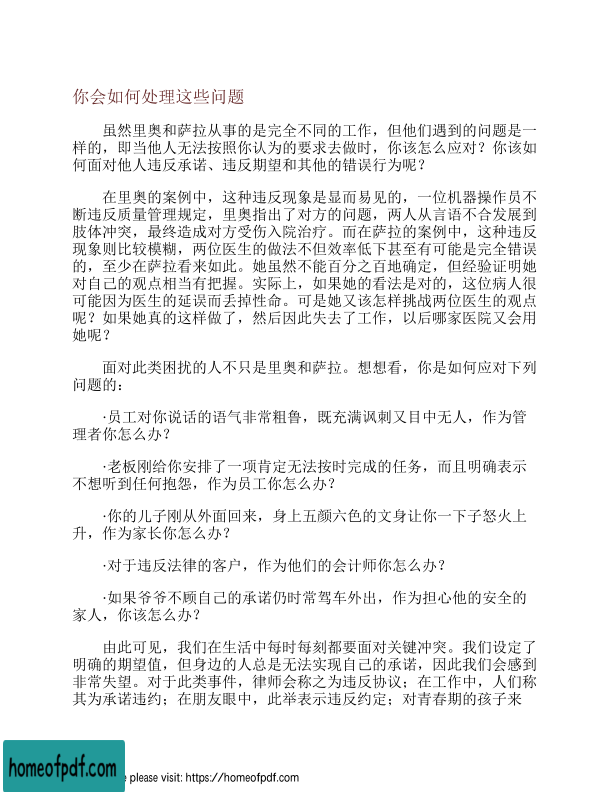 你会如何处理这些问题
虽然里奥和萨拉从事的是完全不同的工作，但他们遇到的问题是一
样的，即当他人无法按照你认为的要求去做时，你该怎么应对？你该如
何面对他人违反承诺、违反期望和其他的错误行为呢？
在里奥的案例中，这种违反现象是显而易见的，一位机器操作员不
断违反质量管理规定，里奥指出了对方的问题，两人从言语不合发展到
肢体冲突，最终造成对方受伤入院治疗。而在萨拉的案例中，这种违反
现象则比较模糊，两位医生的做法不但效率低下甚至有可能是完全错误
的，至少在萨拉看来如此。她虽然不能百分之百地确定，但经验证明她
对自己的观点相当有把握。实际上，如果她的看法是对的，这位病人很
可能因为医生的延误而丢掉性命。可是她又该怎样挑战两位医生的观点
呢？如果她真的这样做了，然后因此失去了工作，以后哪家医院又会用
她呢？
面对此类困扰的人不只是里奥和萨拉。想想看，你是如何应对下列
问题的：
·员工对你说话的语气非常粗鲁，既充满讽刺又目中无人，作为管
理者你怎么办？
·老板刚给你安排了一项肯定无法按时完成的任务，而且明确表示
不想听到任何抱怨，作为员工你怎么办？
·你的儿子刚从外面回来，身上五颜六色的文身让你一下子怒火上
升，作为家长你怎么办？
·对于违反法律的客户，作为他们的会计师你怎么办？
·如果爷爷不顾自己的承诺仍时常驾车外出，作为担心他的安全的
家人，你该怎么办？
由此可见，我们在生活中每时每刻都要面对关键冲突。我们设定了
明确的期望值，但身边的人总是无法实现自己的承诺，因此我们会感到
非常失望。对于此类事件，律师会称之为违反协议；在工作中，人们称
其为承诺违约；在朋友眼中，此举表示违反约定；对青春期的孩子来
homeofpdf.com
e please visit: https://homeofpdf.com